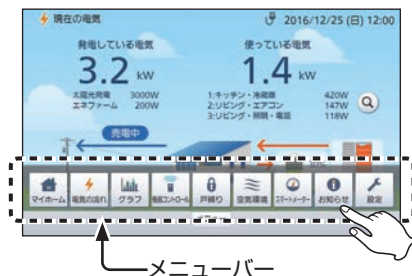 現在の電気
2016/12/25 (日) 12:00
発電している電気
使っている電気
3.2 kW
1.4 kW
太陽光発電 3000W
エネファーム 200W
1:キッチン・冷蔵庫 420W
2:リビング・エアコン 147W
3:リビング・照明・電源 118W
売電中
マイホーム
電気の流れ
グラフ
機器コントロール
戸締り
空気環境
スマートメーター
お知らせ
設定
メニューバー